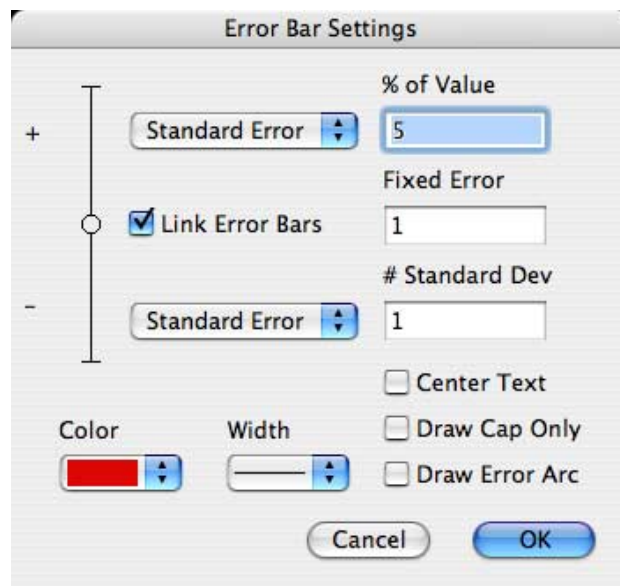 Error Bar Settings
% of Value
+
Standard Error
5
Fixed Error
Link Error Bars
1
# Standard Dev
-
Standard Error
1
Center Text
Color
Width
Draw Cap Only
Draw Error Arc
Cancel
OK